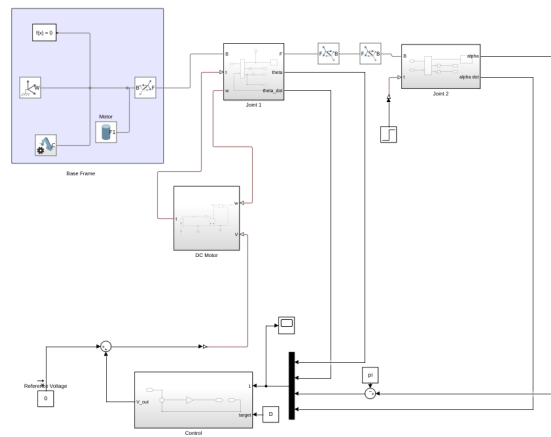 f(x) = 0
W
C
Motor
F1
B
F
Base Frame
B
t
w
F
theta
theta_dot
Joint 1
F
B
F
B
B
t
alpha
alpha dot
Joint 2
t
w
V
DC Motor
Reference Voltage
0
V_out
1
target
Control
D
pi